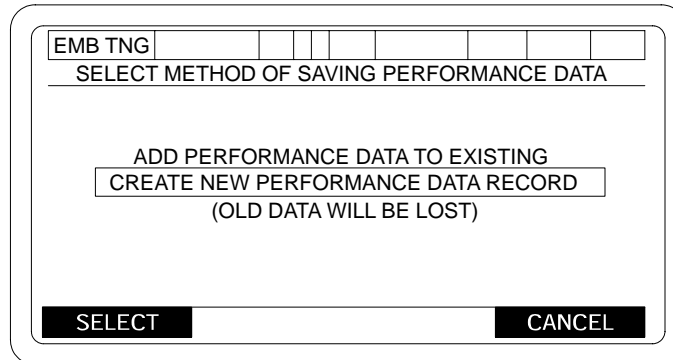 EMB TNG
SELECT METHOD OF SAVING PERFORMANCE DATA
ADD PERFORMANCE DATA TO EXISTING
CREATE NEW PERFORMANCE DATA RECORD
(OLD DATA WILL BE LOST)
SELECT CANCEL